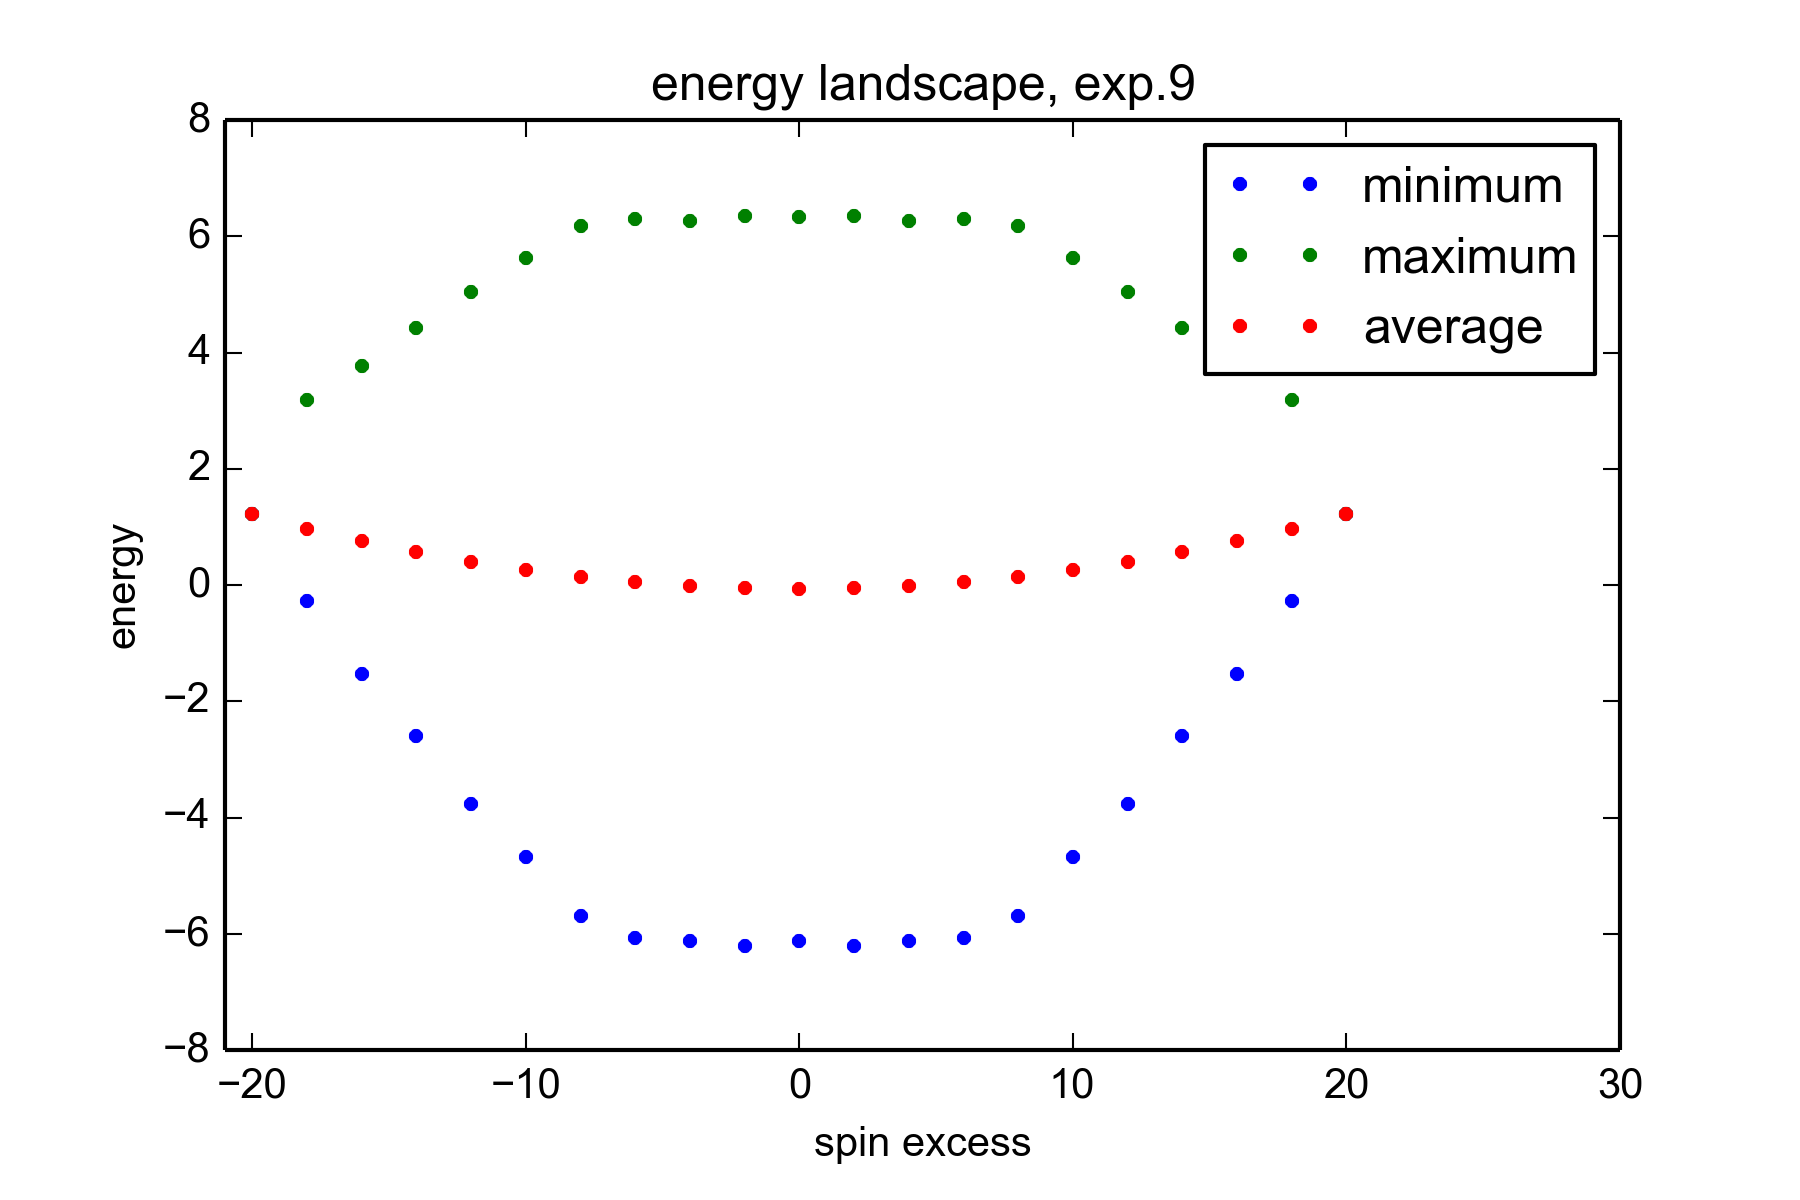 energy landscape, exp.9
8
6
4
2
0
−2
−4
−6
−8
energy
minimum
maximum
average
−20 −10 0 10 20 30
spin excess